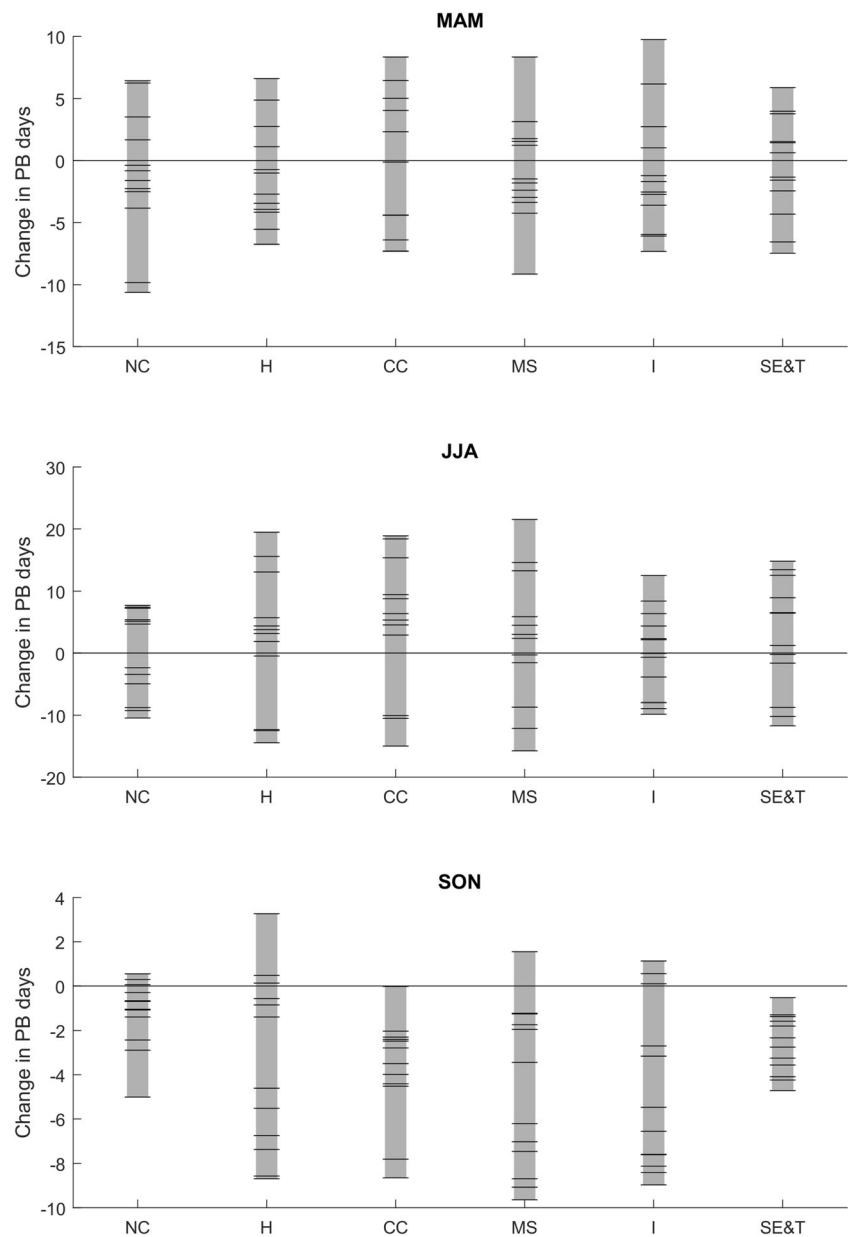 MAM
Change in PB days
10
5
0
-5
-10
-15
NC H CC MS I SE&T
JJA
Change in PB days
30
20
10
0
-10
-20
NC H CC MS I SE&T
SON
Change in PB days
4
2
0
-2
-4
-6
-8
-10
NC H CC MS I SE&T